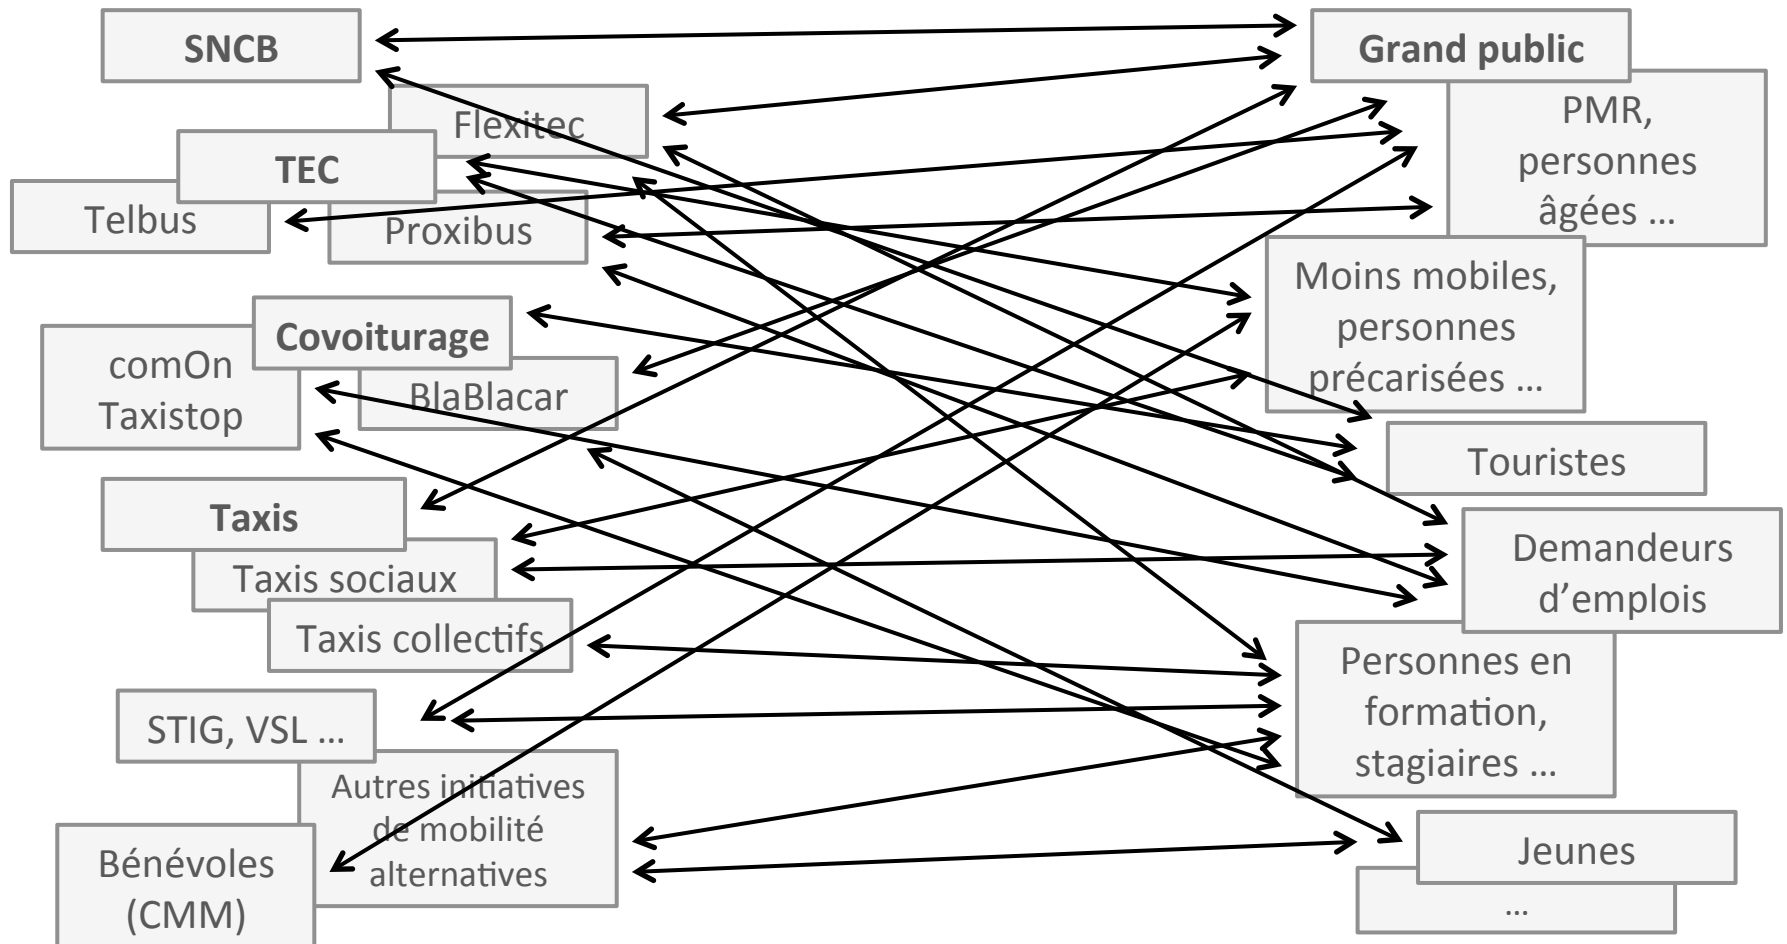 SNCB
Flexitec
TEC
Telbus
Proxibus
Covoiturage
comOn
Taxistop
BlaBlacar
Taxis
Taxis sociaux
Taxis collectifs
STIG, VSL ...
Autres initiatives
de mobilité
alternatives
Bénévoles
(CMM)
Grand public
PMR,
personnes
âgées ...
Moins mobiles,
personnes
précarisées ...
Touristes
Demandeurs
d’emplois
Personnes en
formation,
stagiaires ...
Jeunes
...